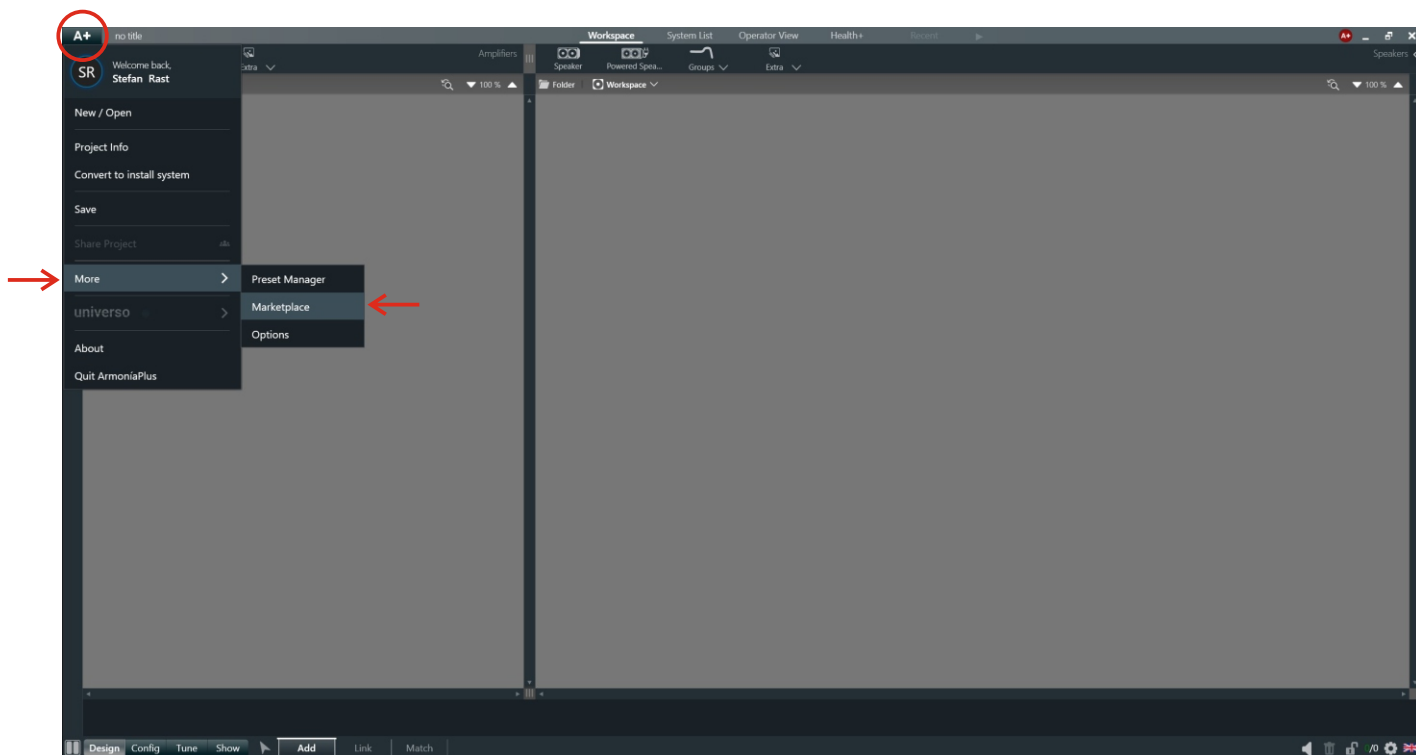 A+ no title Workspace System List Operator View Health+ Recent A+
SR Welcome back,
Stefan Rast
Extra Amplifiers Speaker Powered Spea... Groups Extra Speakers
100 % Folder Workspace 100 %
New / Open
Project Info
Convert to install system
Save
Share Project
More Preset Manager
universo Marketplace
Options
About
Quit ArmoníaPlus
Design Config Tune Show Add Link Match /0